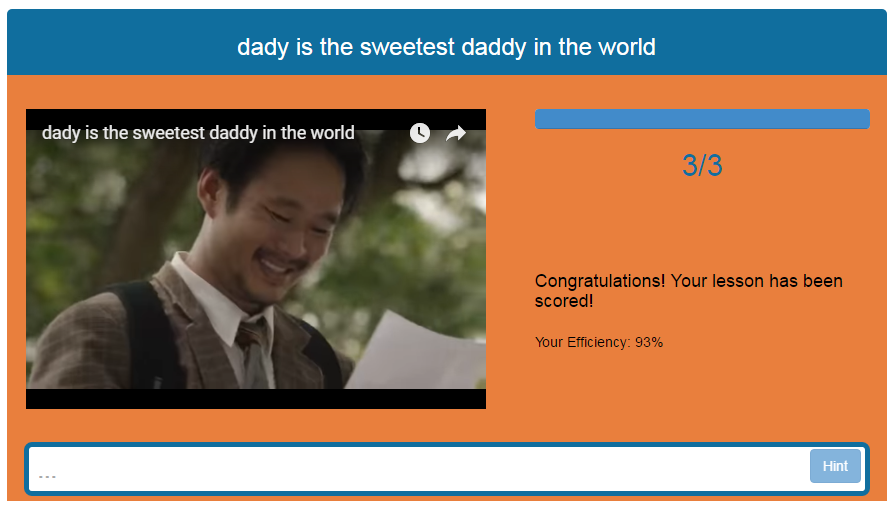 dady is the sweetest daddy in the world
dady is the sweetest daddy in the world
3/3
Congratulations! Your lesson has been
scored!
Your Efficiency: 93%
...
Hint